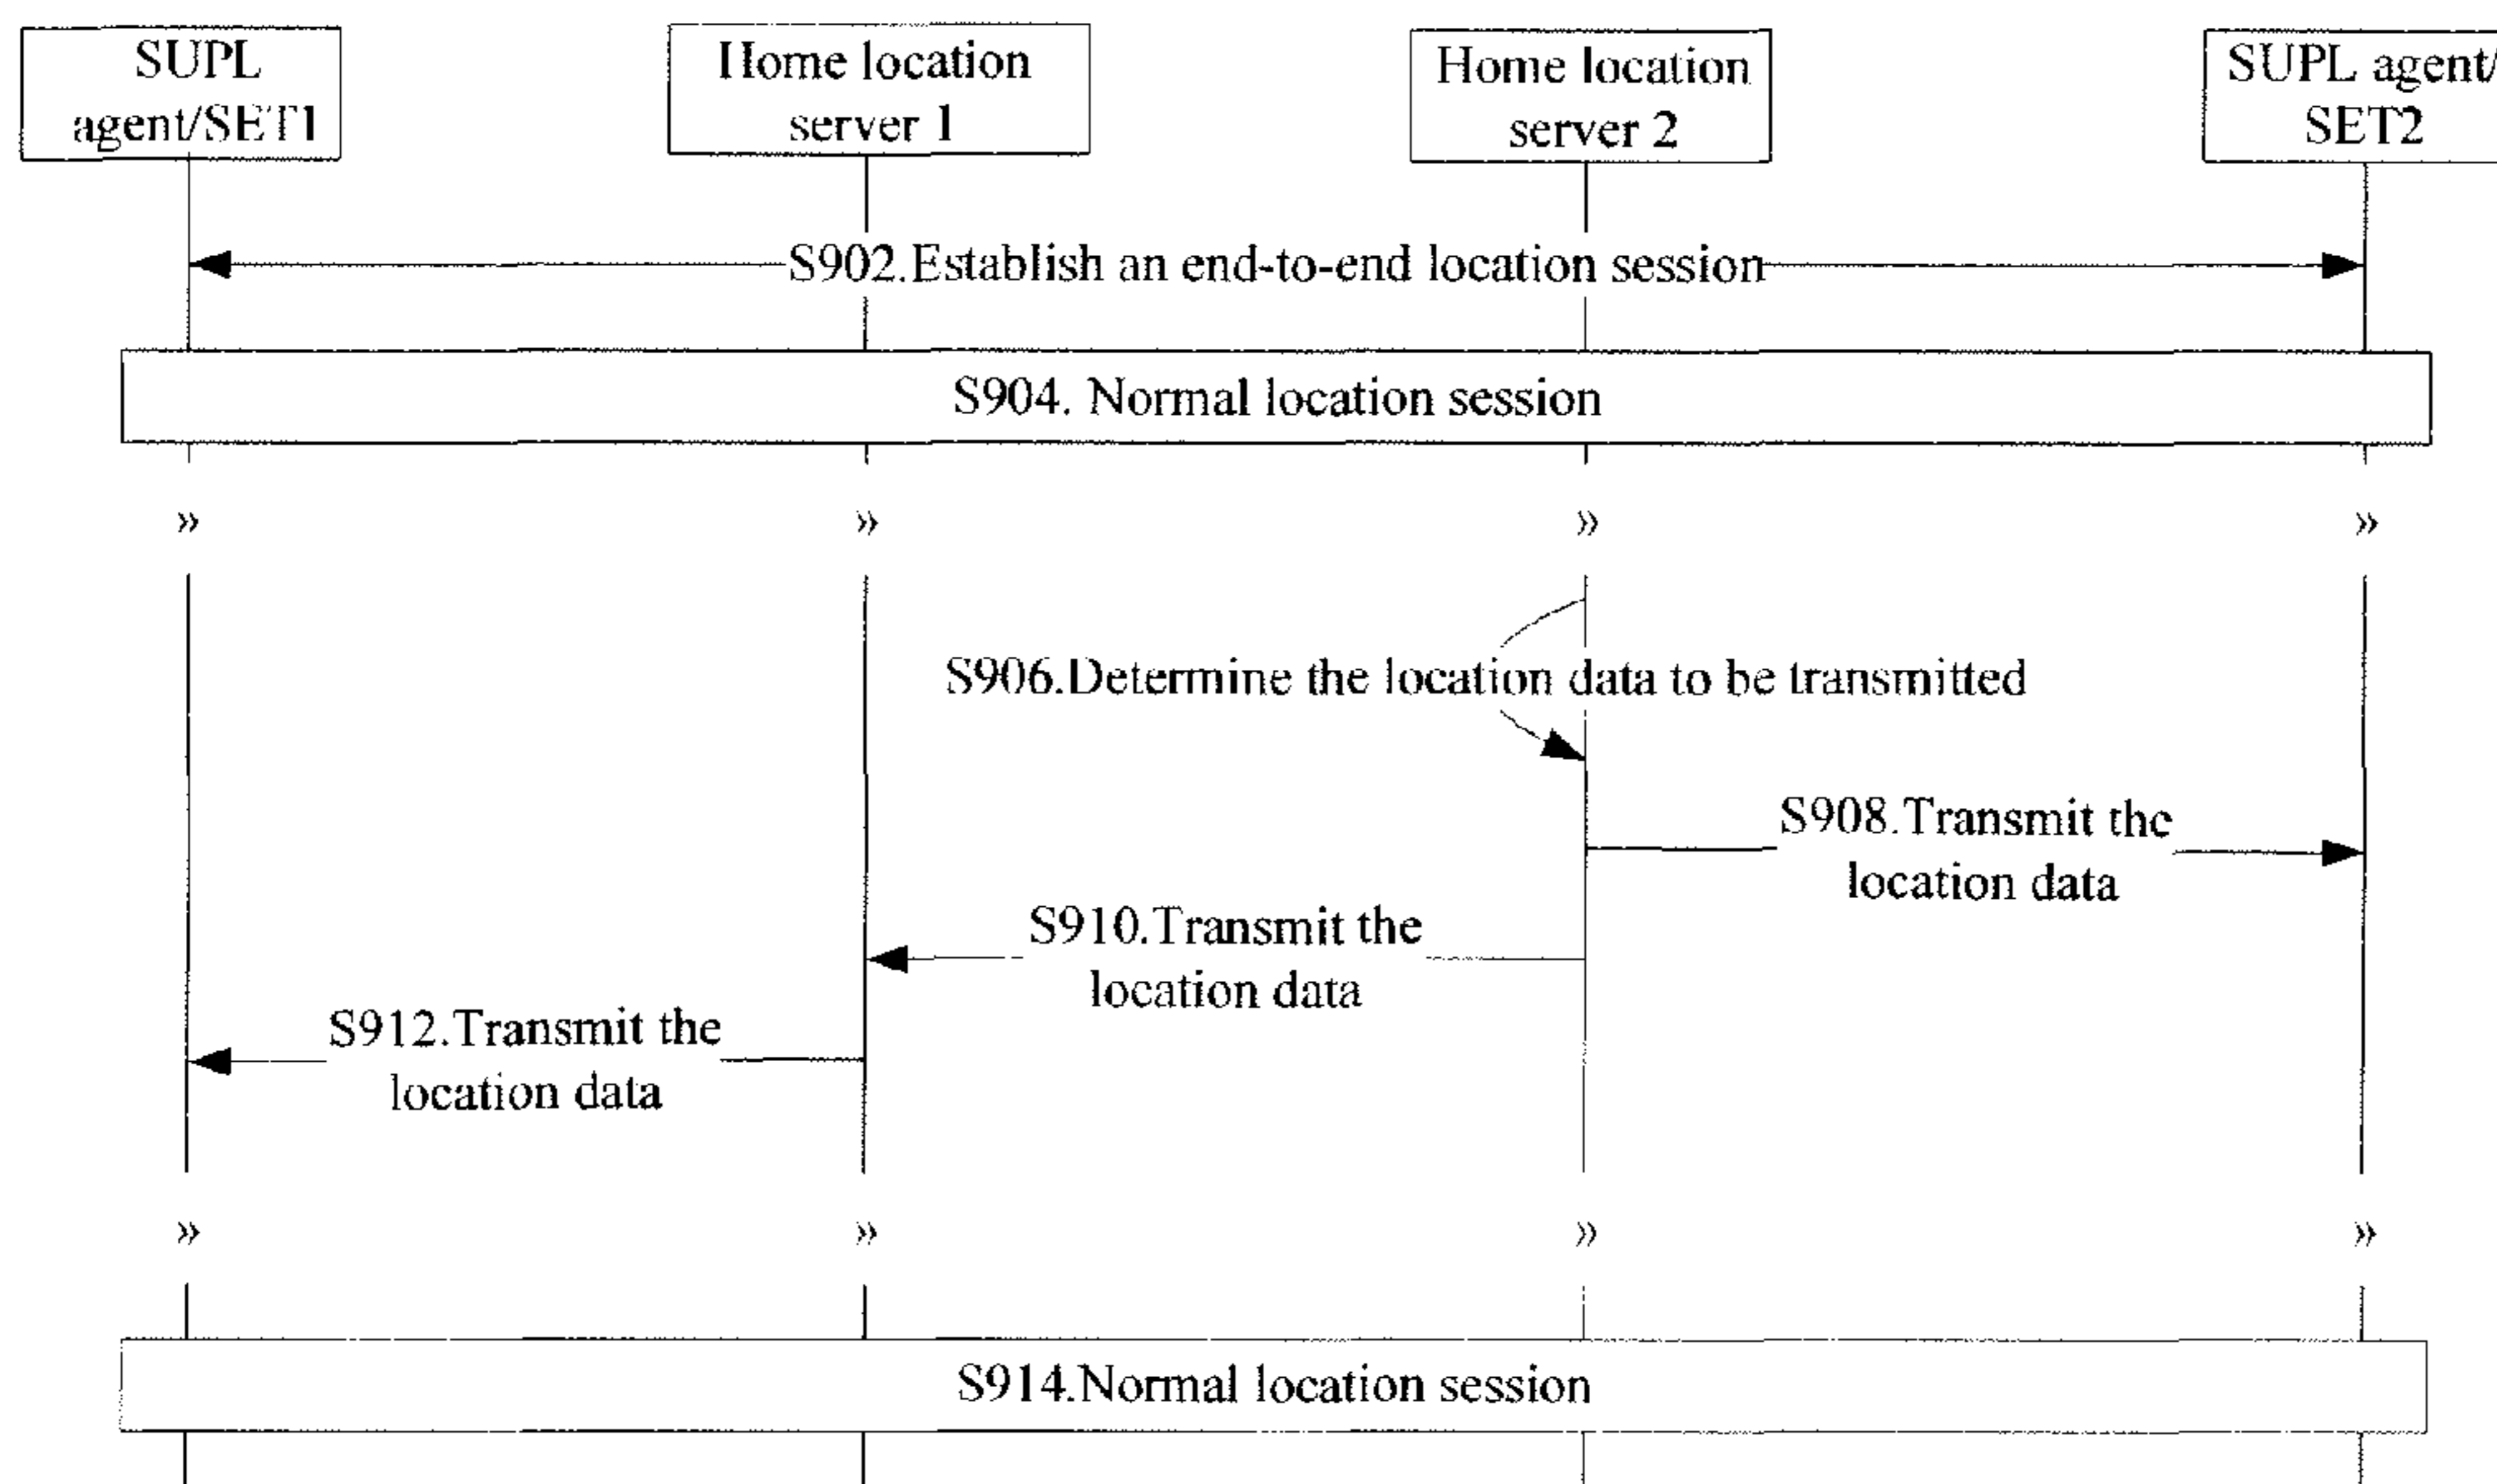 SUPL
agent/SET1
Home location
server 1
Home location
server 2
SUPL agent/
SET2
S902.Establish an end-to-end location session
S904. Normal location session
»
»
»
»
S906.Determine the location data to be transmitted
S908.Transmit the
location data
S910.Transmit the
location data
S912.Transmit the
location data
»
»
»
»
S914.Normal location session